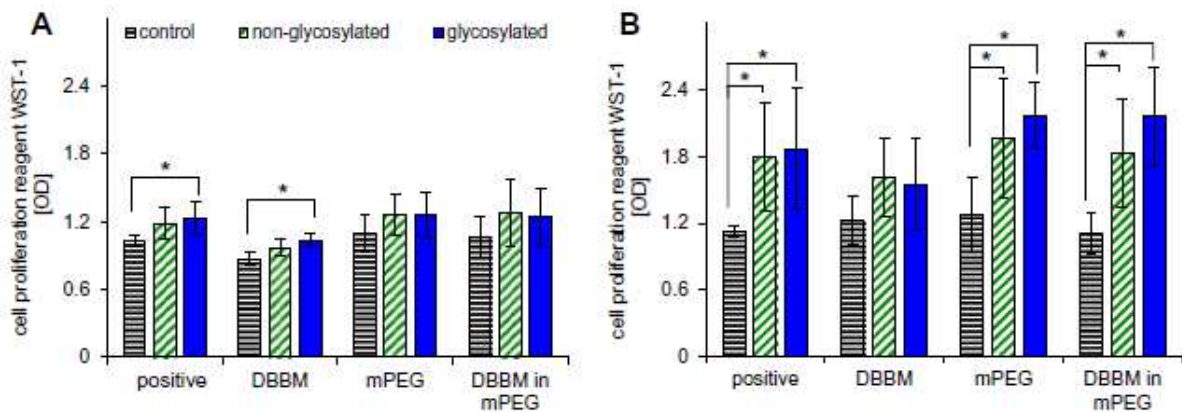 A
control non-glycosylated glycosylated
cell proliferation reagent WST-1
[OD]
2.4
1.8
1.2
0.6
0
*
*
positive DBBM mPEG DBBM in
mPEG
B
cell proliferation reagent WST-1
[OD]
2.4
1.8
1.2
0.6
0
*
*
*
*
*
*
positive DBBM mPEG DBBM in
mPEG